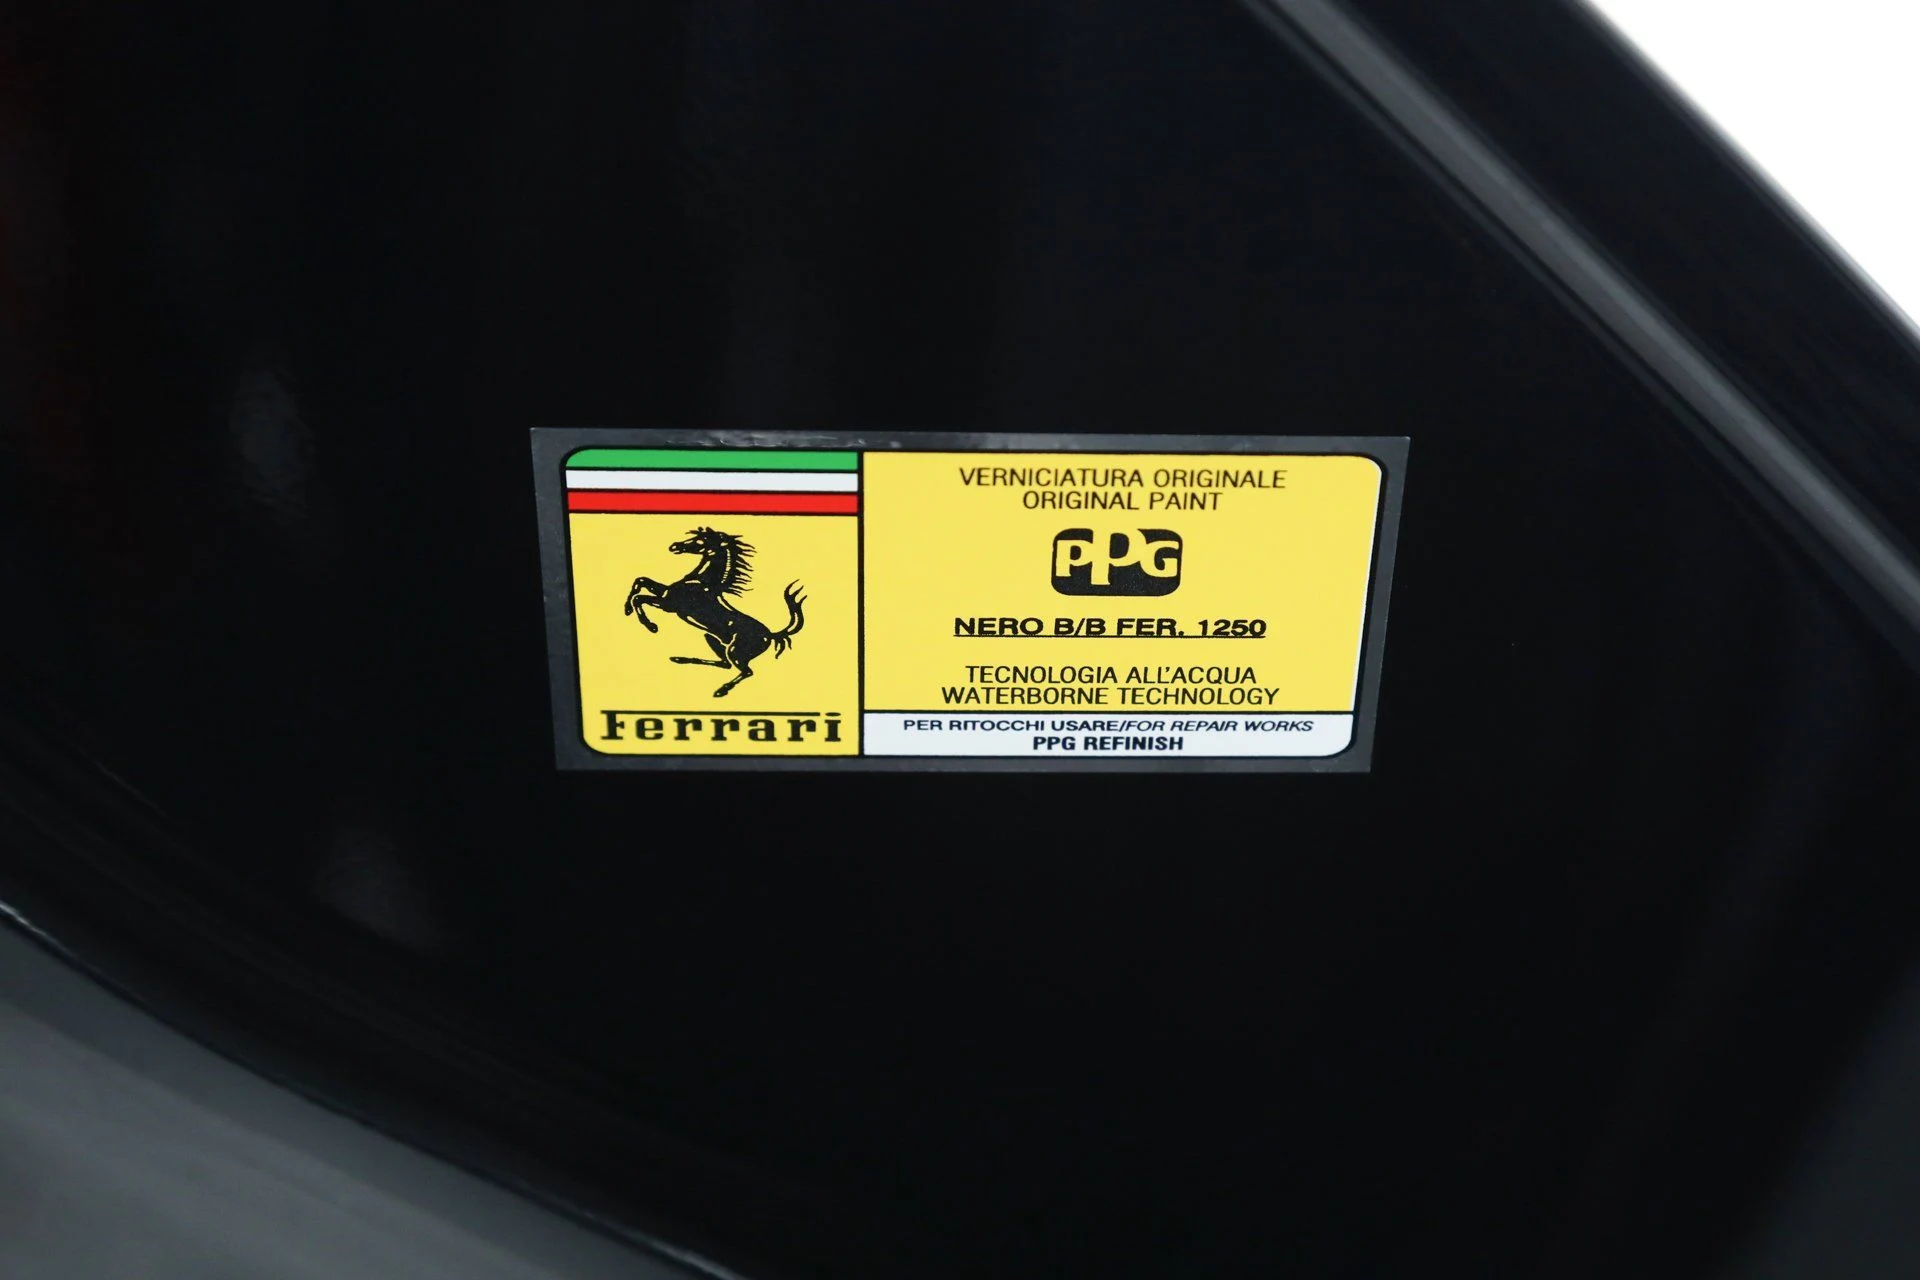 Ferrari
VERNICIATURA ORIGINALE
ORIGINAL PAINT
PPG
NERO B/B FER. 1250
TECNOLOGIA ALL'ACQUA
WATERBORNE TECHNOLOGY
PER RITOCCHI USARE/FOR REPAIR WORKS
PPG REFINISH